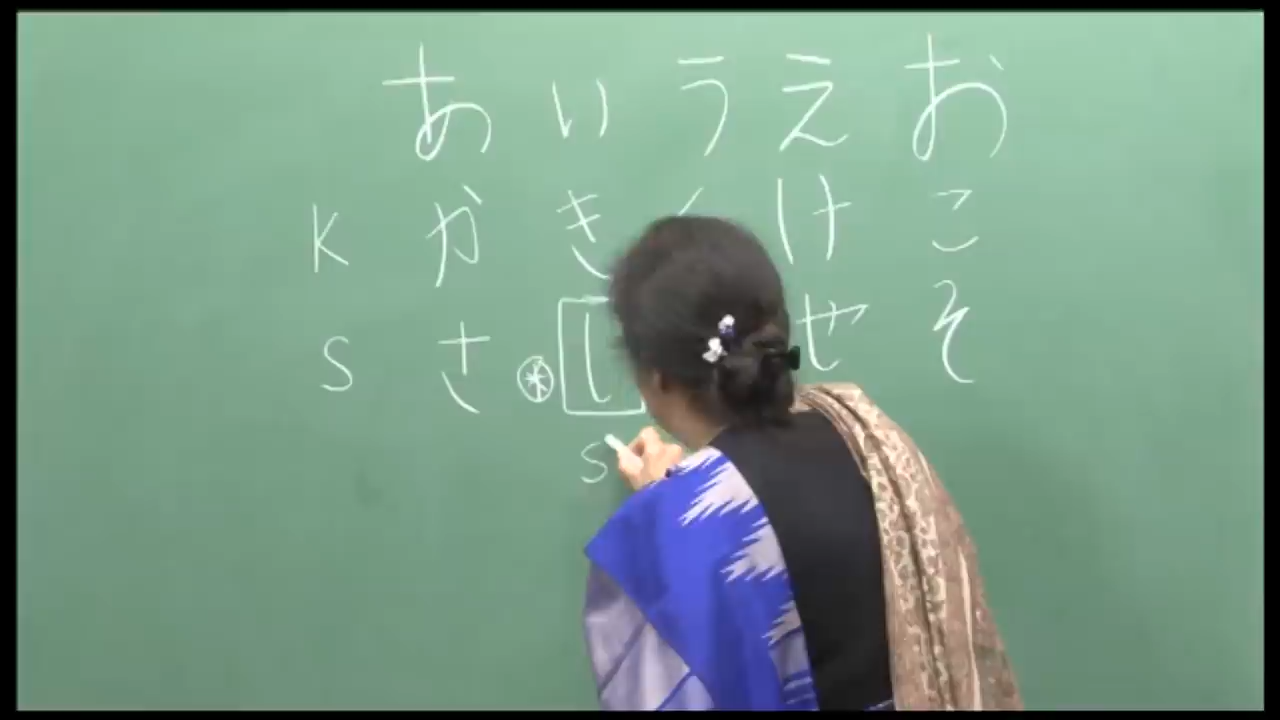 あ い う え お
K か き く け こ
S さ ⊛ し せ そ
S